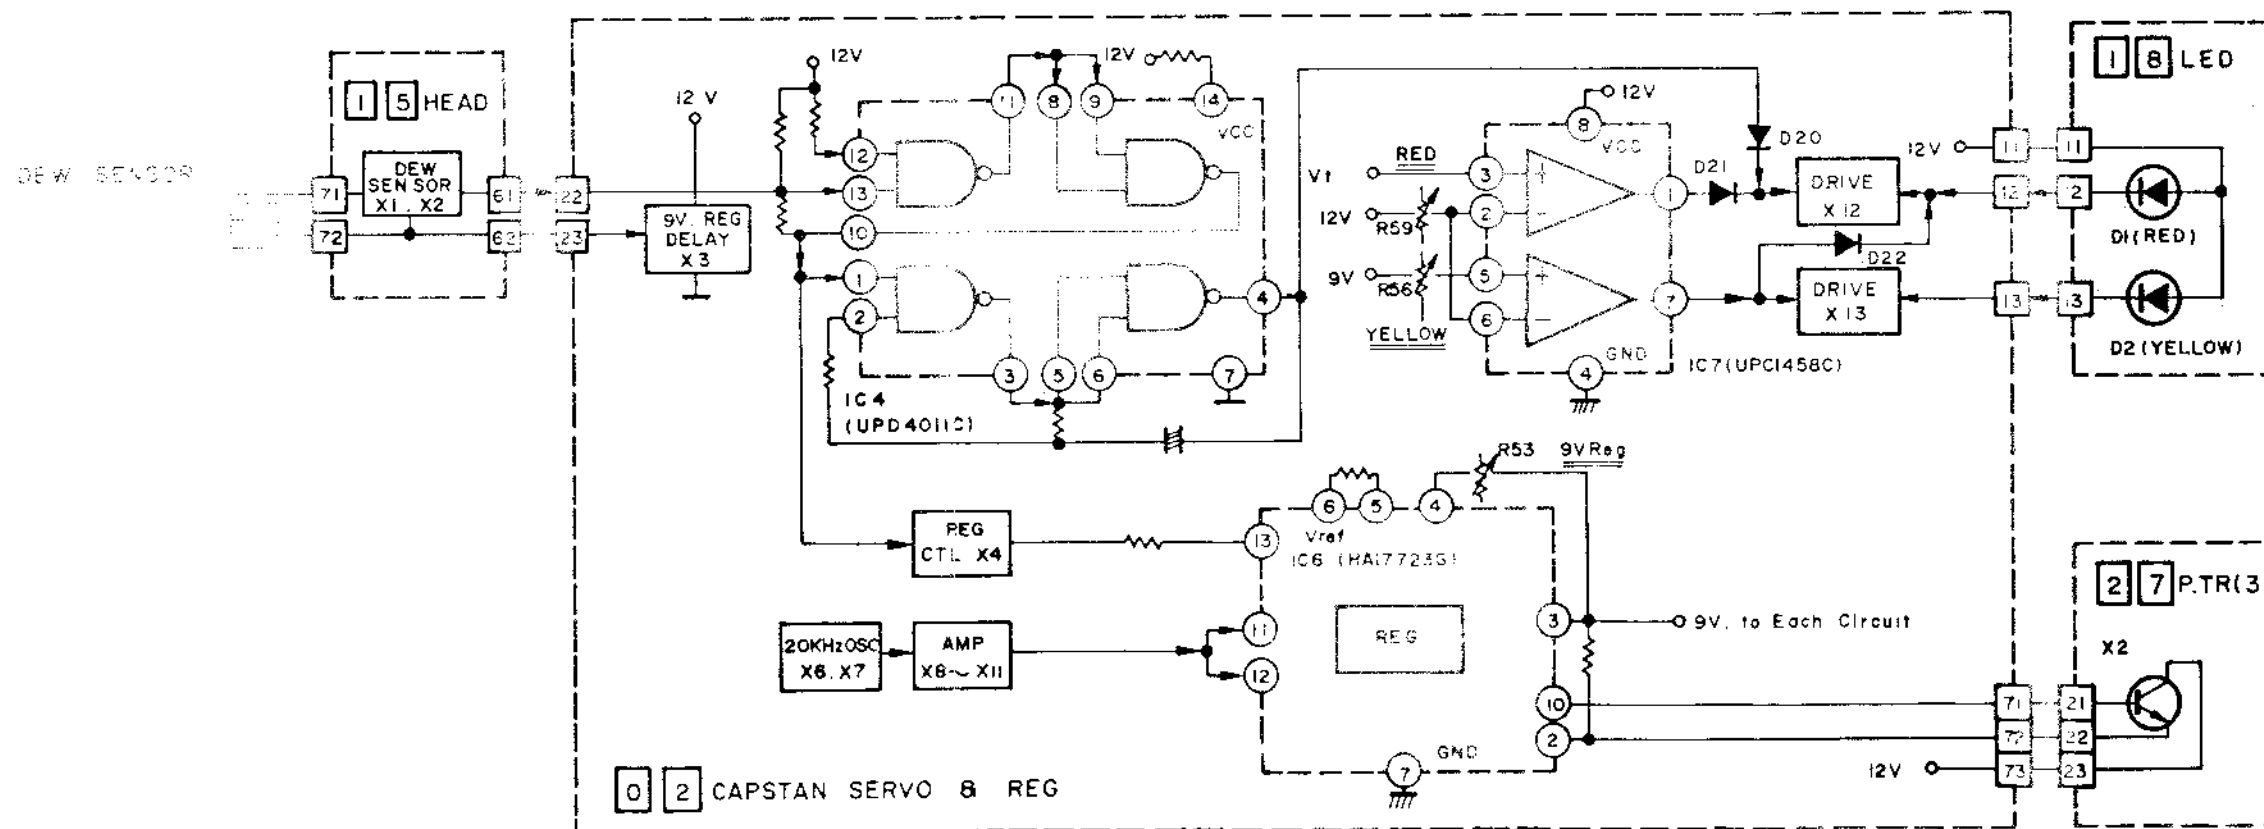 DEW SENSOR
1 5 HEAD
DEW
SENSOR
X1, X2
71
72
61
62
22
23
12 V
9V. REG
DELAY
X3
12V
12
13
10
1
2
11
8
9
12V
14
VCC
3
5
6
7
4
IC4
(UPD4011C)
12V
8
VCC
RED
Vt
12V
R59
9V
R56
YELLOW
3
2
5
6
1
7
GND
4
IC7(UPC1458C)
D21
D20
D22
DRIVE
X12
DRIVE
X13
12V
11
12
13
1 8 LED
11
12
13
D1(RED)
D2(YELLOW)
REG
CTL X4
20KHzOSC
X6, X7
AMP
X8~X11
R53
9VReg
6
5
4
Vref
IC6 (HA17723G)
13
11
12
REG
3
10
2
GND
7
9V. to Each Circuit
12V
71
72
73
21
22
23
2 7 P.TR(3
X2
0 2 CAPSTAN SERVO & REG